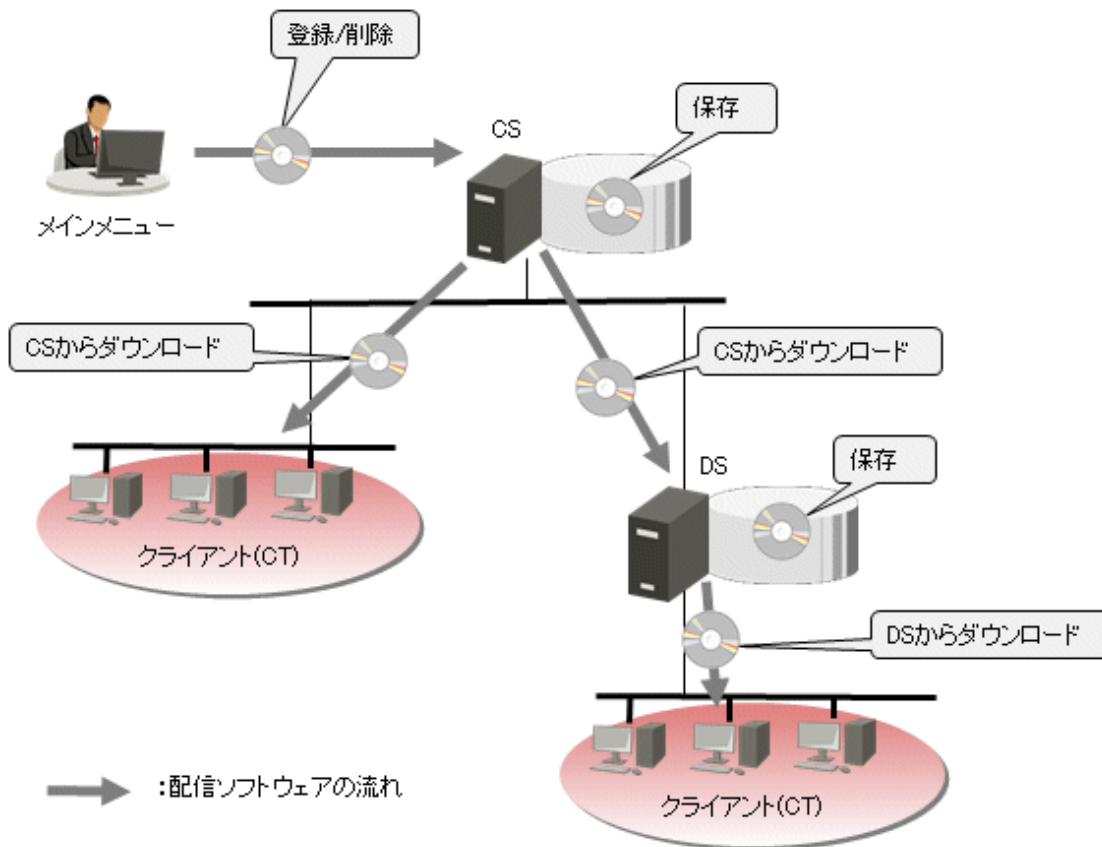 登録/削除
保存
CS
メインメニュー
CSからダウンロード
CSからダウンロード
DS
保存
クライアント(CT)
DSからダウンロード
:配信ソフトウェアの流れ
クライアント(CT)